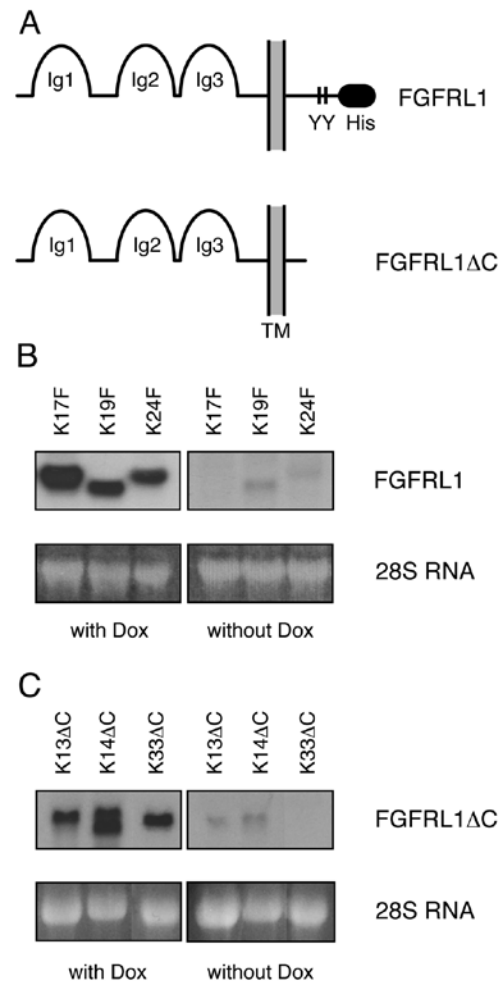 A
Ig1 Ig2 Ig3
FGFRL1
YY His
Ig1 Ig2 Ig3
FGFRL1ΔC
TM
B
K17F K19F K24F K17F K19F K24F
FGFRL1
28S RNA
with Dox without Dox
C
K13ΔC K14ΔC K33ΔC K13ΔC K14ΔC K33ΔC
FGFRL1ΔC
28S RNA
with Dox without Dox